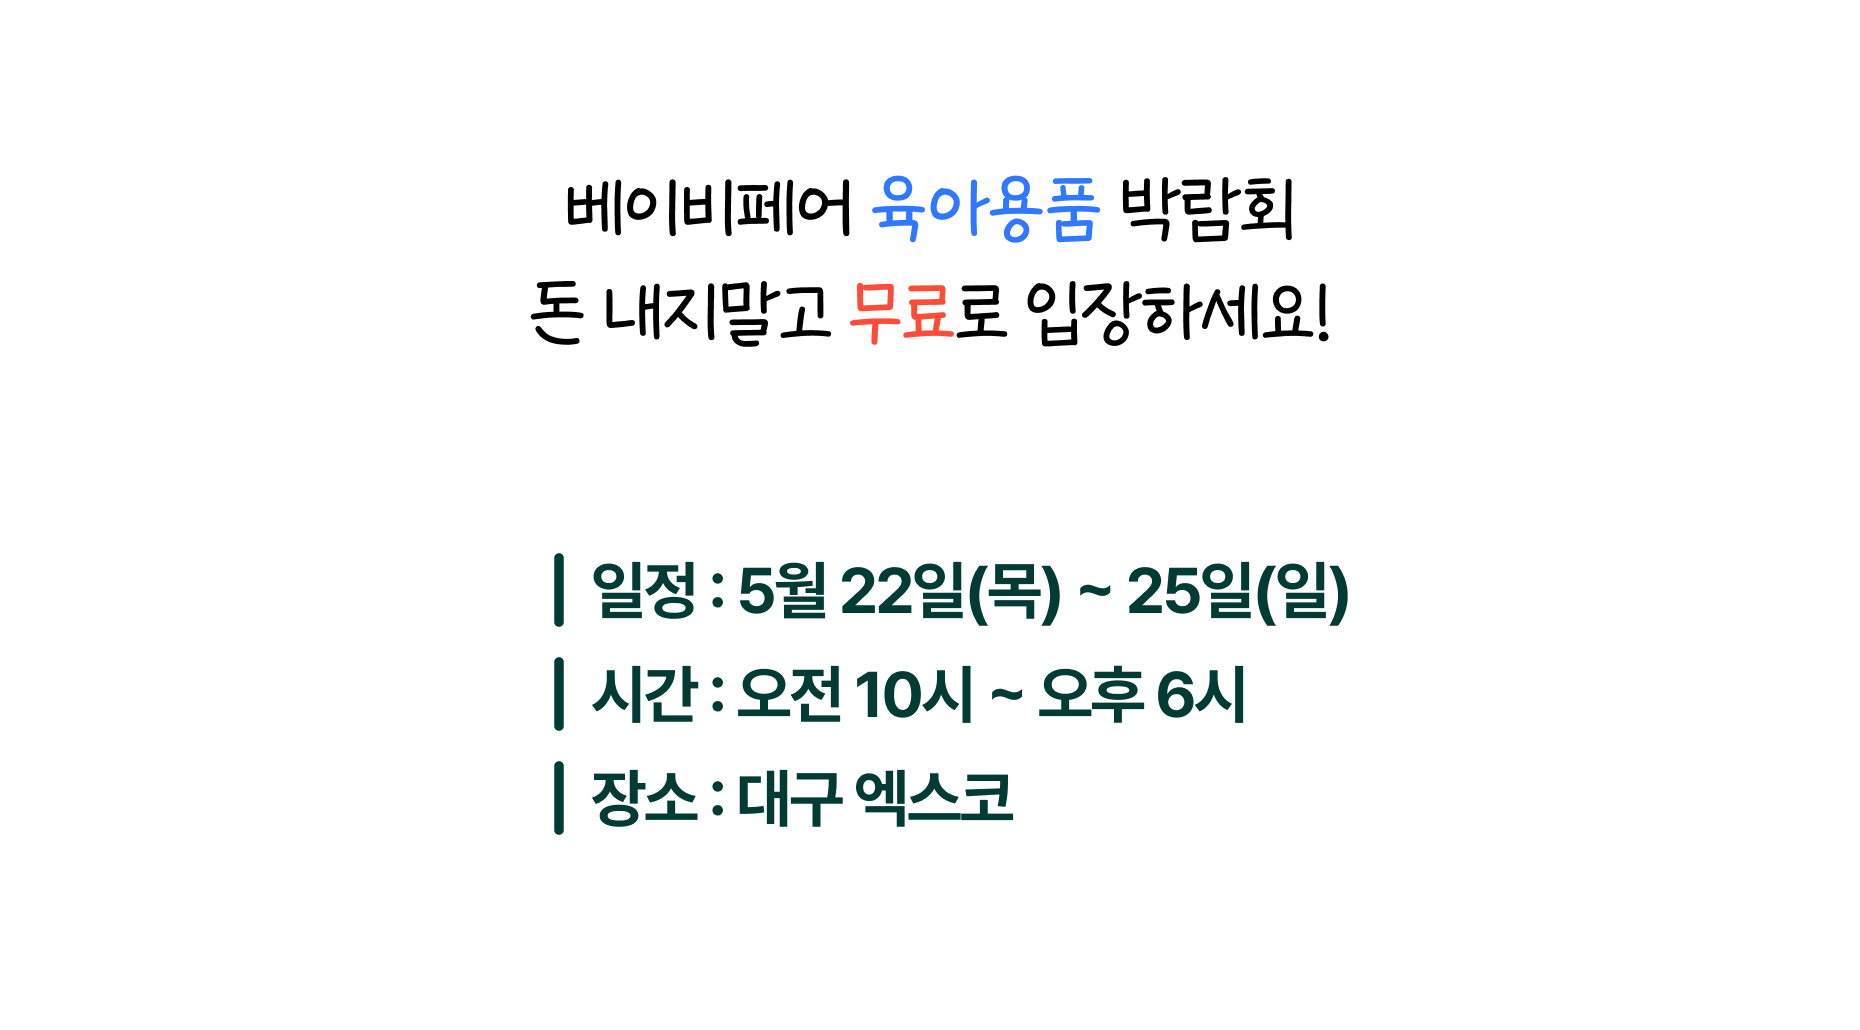 베이비페어 육아용품 박람회
돈 내지말고 무료로 입장하세요!
일정 : 5월 22일(목) ~ 25일(일)
시간 : 오전 10시 ~ 오후 6시
장소 : 대구 엑스코